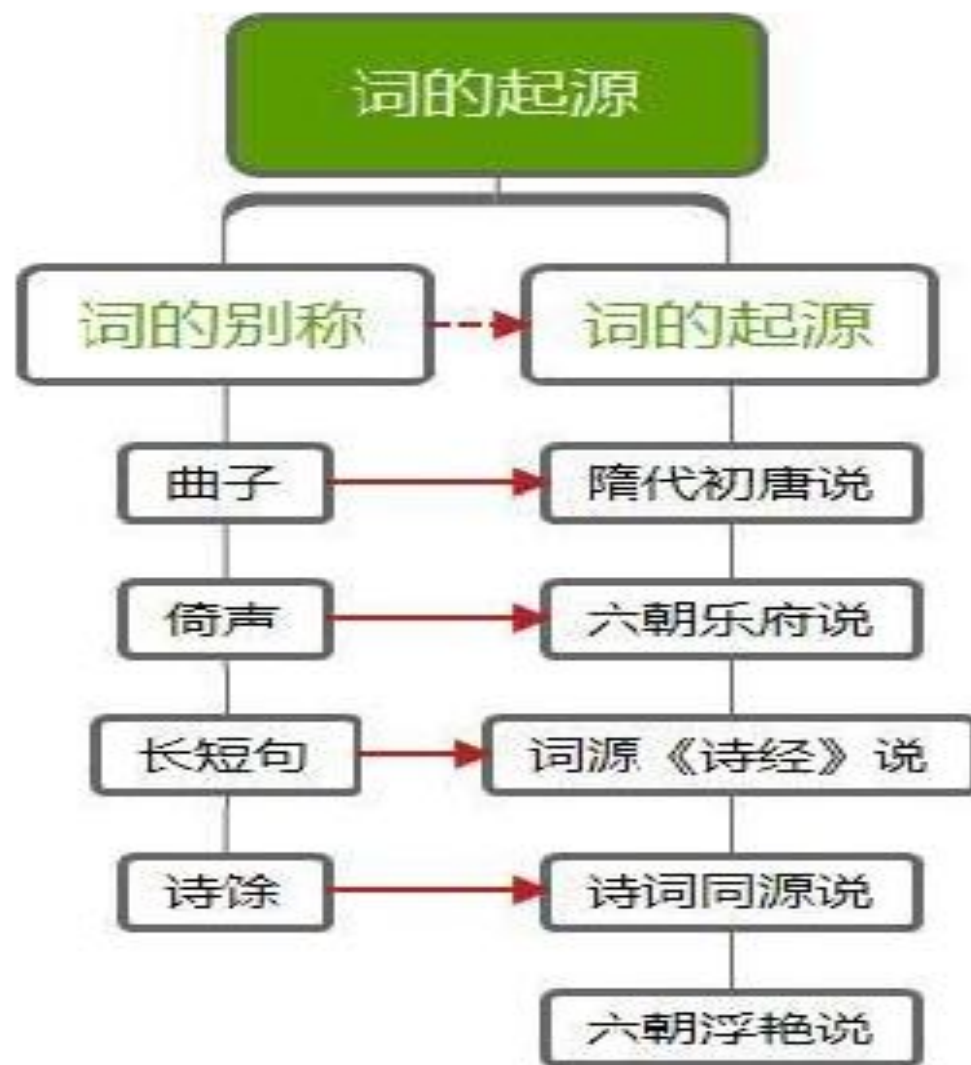 词的起源
词的别称
词的起源
曲子
隋代初唐说
倚声
六朝乐府说
长短句
词源《诗经》说
诗馀
诗词同源说
六朝浮艳说